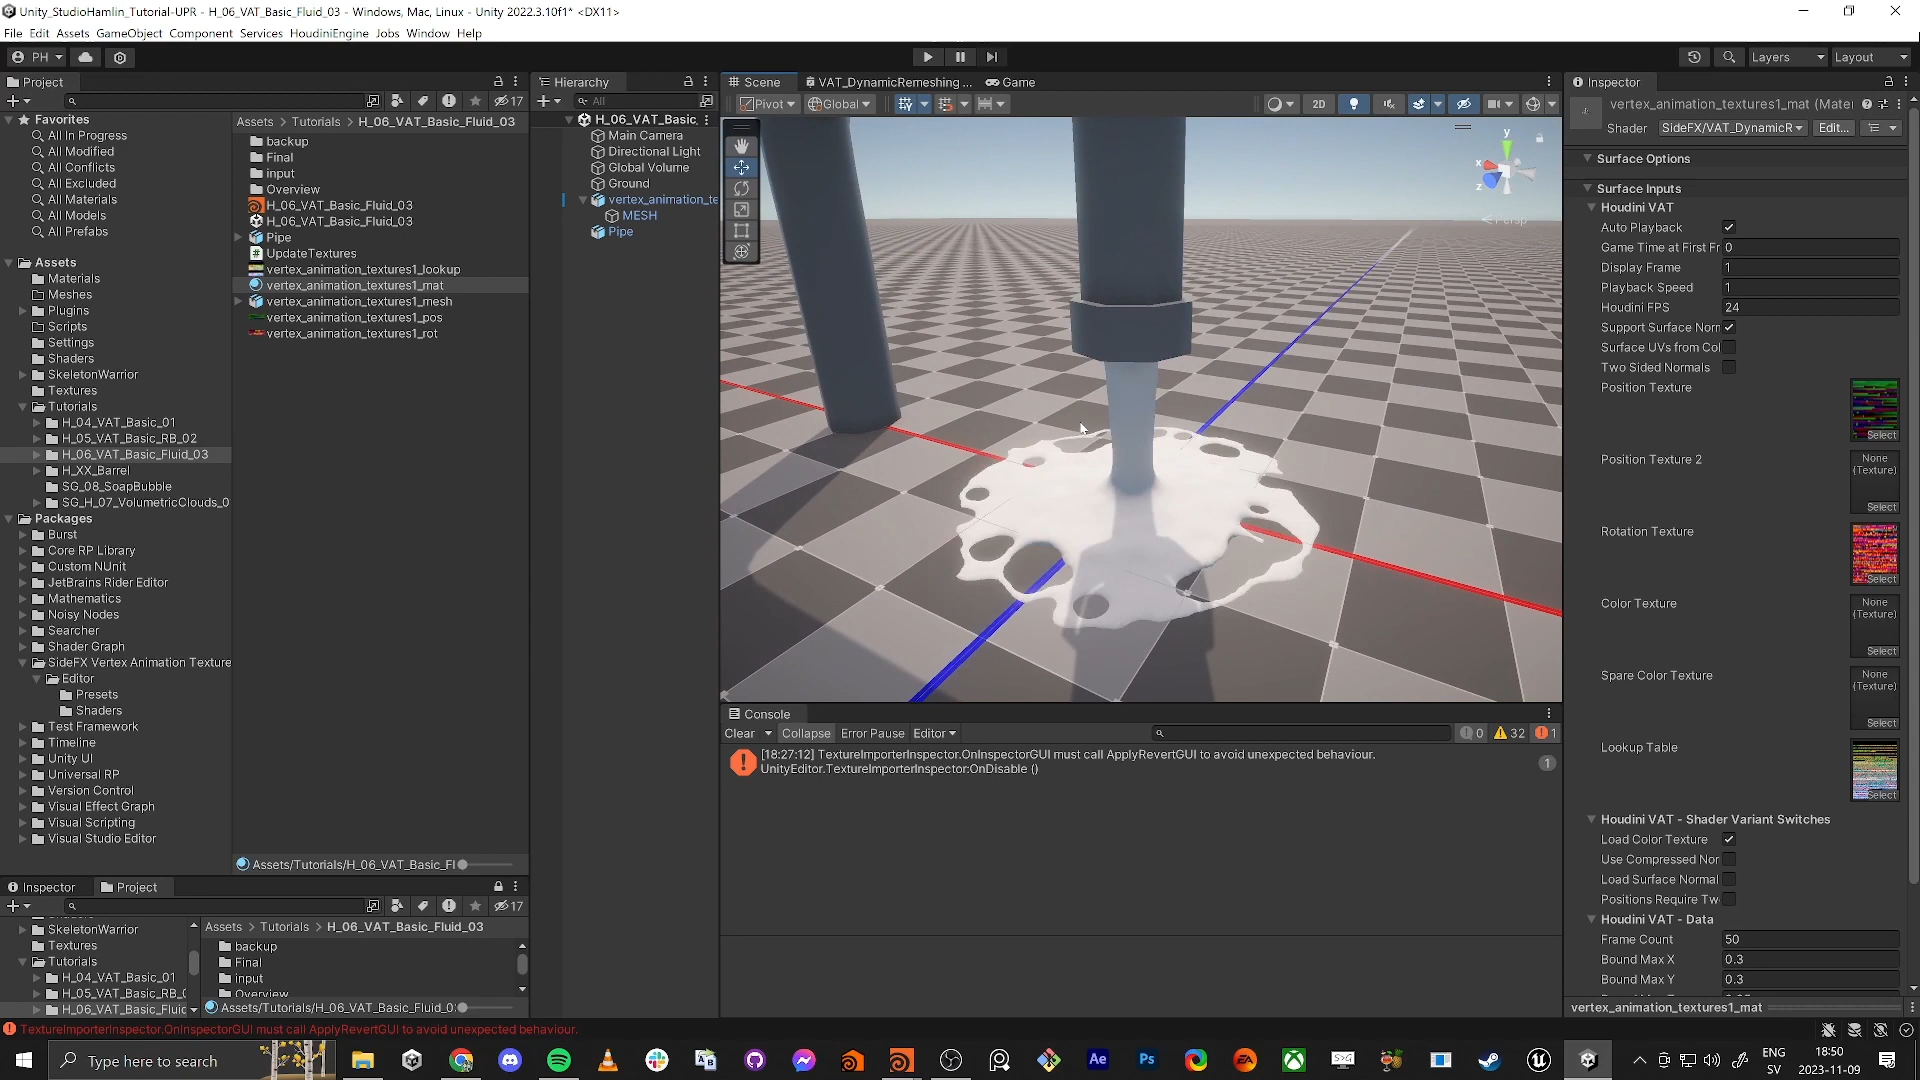 Unity_StudioHamlin_Tutorial-UPR - H_06_VAT_Basic_Fluid_03 - Windows, Mac, Linux - Unity 2022.3.10f1* <DX11>
File Edit Assets GameObject Component Services HoudiniEngine Jobs Window Help
PH
Layers
Layout
Project
17
Favorites
All In Progress
All Modified
All Conflicts
All Excluded
All Materials
All Models
All Prefabs
Assets
Materials
Meshes
Plugins
Scripts
Settings
Shaders
SkeletonWarrior
Textures
Tutorials
H_04_VAT_Basic_01
H_05_VAT_Basic_RB_02
H_06_VAT_Basic_Fluid_03
H_XX_Barrel
SG_08_SoapBubble
SG_H_07_VolumetricClouds_0
Packages
Burst
Core RP Library
Custom NUnit
JetBrains Rider Editor
Mathematics
Noisy Nodes
Searcher
Shader Graph
SideFX Vertex Animation Texture
Editor
Presets
Shaders
Test Framework
Timeline
Unity UI
Universal RP
Version Control
Visual Effect Graph
Visual Scripting
Visual Studio Editor
Assets > Tutorials > H_06_VAT_Basic_Fluid_03
backup
Final
input
Overview
H_06_VAT_Basic_Fluid_03
H_06_VAT_Basic_Fluid_03
Pipe
UpdateTextures
vertex_animation_textures1_lookup
vertex_animation_textures1_mat
vertex_animation_textures1_mesh
vertex_animation_textures1_pos
vertex_animation_textures1_rot
Assets/Tutorials/H_06_VAT_Basic_Fl
Inspector Project
17
SkeletonWarrior
Textures
Tutorials
H_04_VAT_Basic_01
H_05_VAT_Basic_RB_0
H_06_VAT_Basic_Fluid
Assets > Tutorials > H_06_VAT_Basic_Fluid_03
backup
Final
input
Overview
Assets/Tutorials/H_06_VAT_Basic_Fluid_0
Hierarchy
All
H_06_VAT_Basic_
Main Camera
Directional Light
Global Volume
Ground
vertex_animation_te
MESH
Pipe
Scene VAT_DynamicRemeshing ... Game
Pivot Global 2D
y
x
z
Persp
Console
Clear Collapse Error Pause Editor 0 32 1
[18:27:12] TextureImporterInspector.OnInspectorGUI must call ApplyRevertGUI to avoid unexpected behaviour.
UnityEditor.TextureImporterInspector:OnDisable ()
1
Inspector
vertex_animation_textures1_mat (Mate
Shader SideFX/VAT_DynamicR Edit...
Surface Options
Surface Inputs
Houdini VAT
Auto Playback
Game Time at First Fr 0
Display Frame 1
Playback Speed 1
Houdini FPS 24
Support Surface Norr
Surface UVs from Col
Two Sided Normals
Position Texture
Select
Position Texture 2
None
(Texture)
Select
Rotation Texture
Select
Color Texture
None
(Texture)
Select
Spare Color Texture
None
(Texture)
Select
Lookup Table
Select
Houdini VAT - Shader Variant Switches
Load Color Texture
Use Compressed Nor
Load Surface Normal
Positions Require Tw
Houdini VAT - Data
Frame Count 50
Bound Max X 0.3
Bound Max Y 0.3
vertex_animation_textures1_mat
TextureImporterInspector.OnInspectorGUI must call ApplyRevertGUI to avoid unexpected behaviour.
Type here to search
Ae
Ps
EA
ENG
SV
18:50
2023-11-09